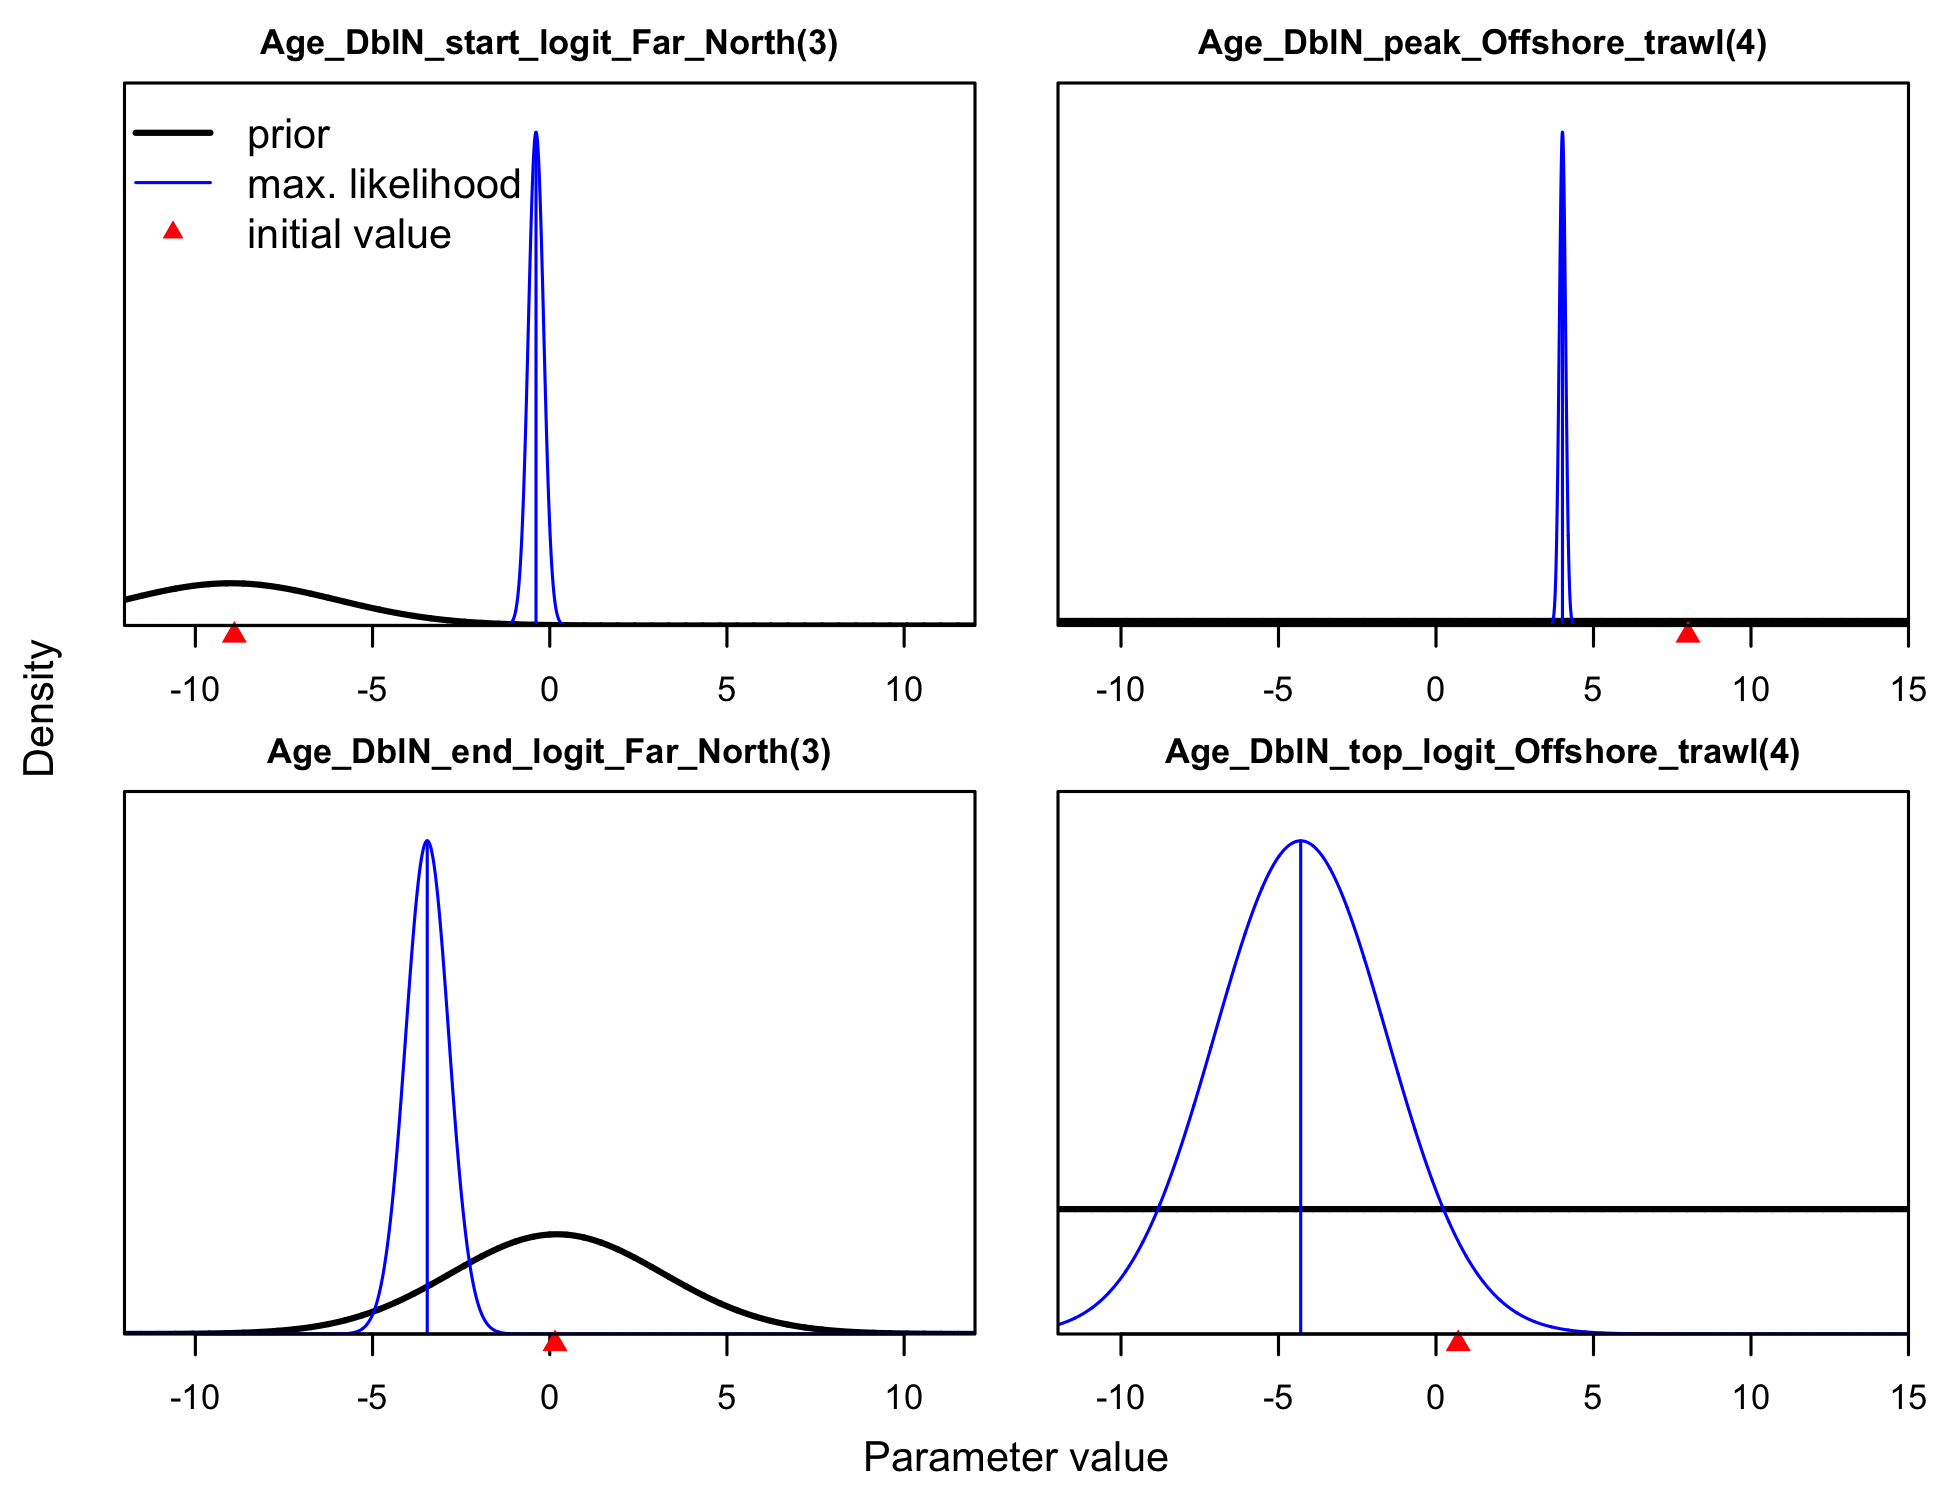 Age_DblN_start_logit_Far_North(3)
prior
max. likelihood
initial value
-10 -5 0 5 10
Age_DblN_peak_Offshore_trawl(4)
-10 -5 0 5 10 15
Age_DblN_end_logit_Far_North(3)
-10 -5 0 5 10
Age_DblN_top_logit_Offshore_trawl(4)
-10 -5 0 5 10 15
Density
Parameter value